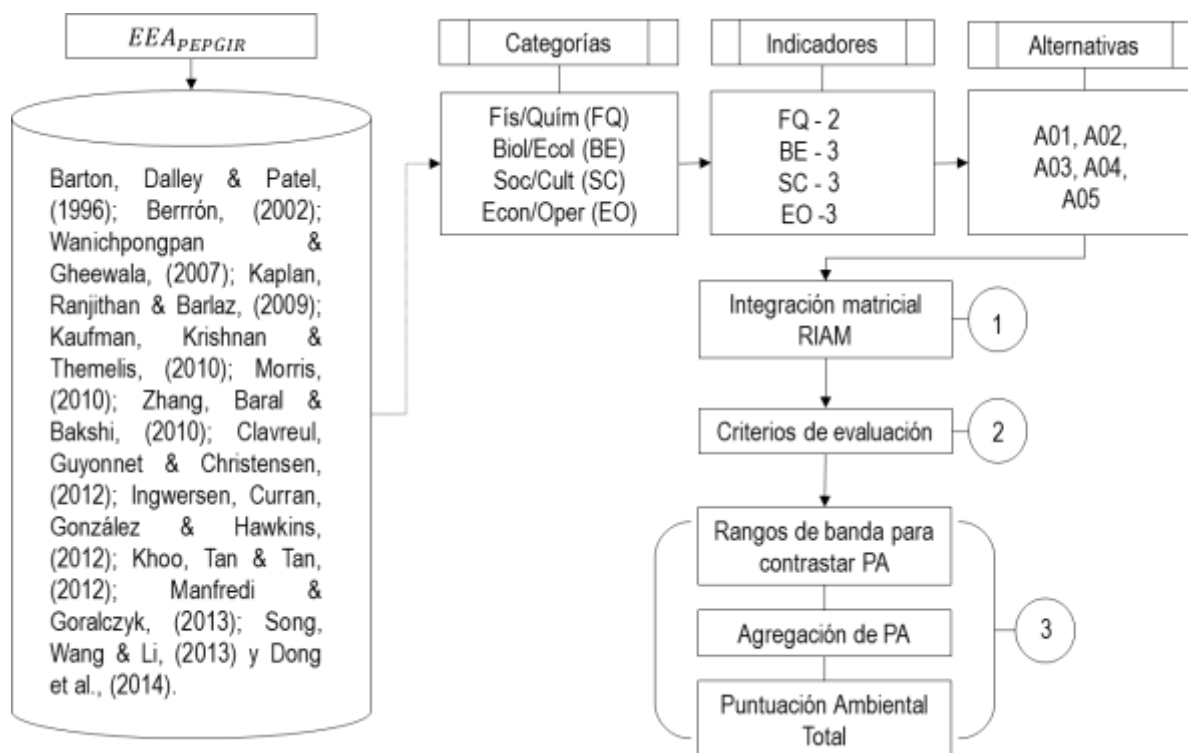 EEA_PEPGIR
Barton, Dalley & Patel,
(1996); Berrrón, (2002);
Wanichpongpan &
Gheewala, (2007); Kaplan,
Ranjithan & Barlaz, (2009);
Kaufman, Krishnan &
Themelis, (2010); Morris,
(2010); Zhang, Baral &
Bakshi, (2010); Clavreul,
Guyonnet & Christensen,
(2012); Ingwersen, Curran,
González & Hawkins,
(2012); Khoo, Tan & Tan,
(2012); Manfredi &
Goralczyk, (2013); Song,
Wang & Li, (2013) y Dong
et al., (2014).
Categorías
Fís/Quím (FQ)
Biol/Ecol (BE)
Soc/Cult (SC)
Econ/Oper (EO)
Indicadores
FQ - 2
BE - 3
SC - 3
EO -3
Alternativas
A01, A02,
A03, A04,
A05
Integración matricial
RIAM
1
Criterios de evaluación
2
Rangos de banda para
contrastar PA
Agregación de PA
Puntuación Ambiental
Total
3